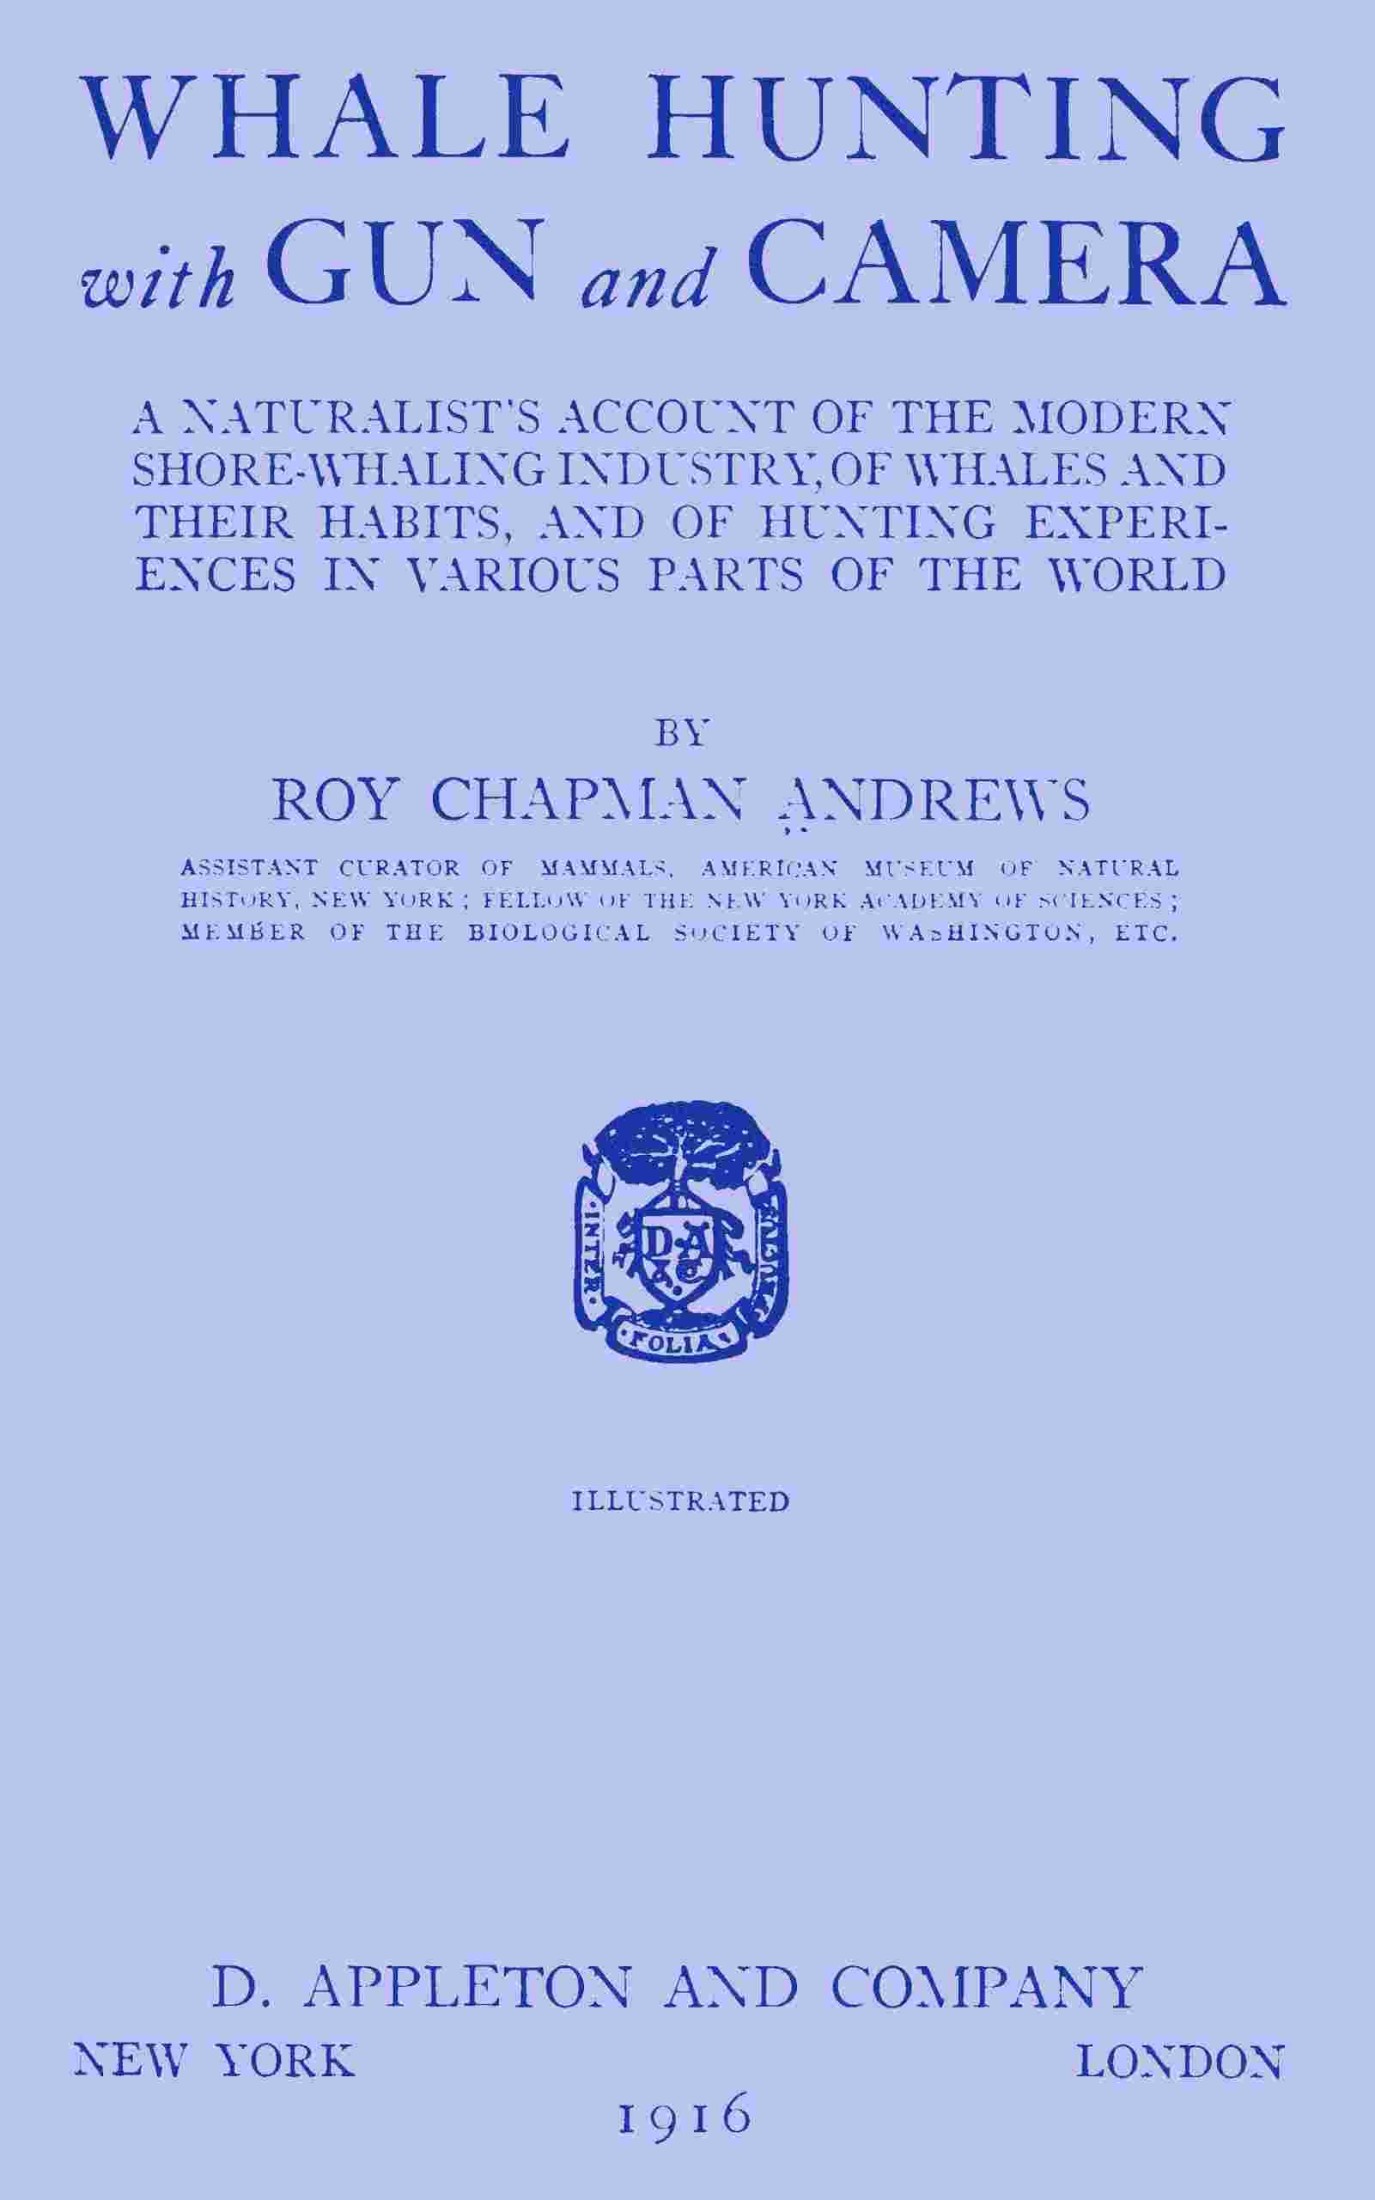 WHALE HUNTING
with GUN and CAMERA
A NATURALIST'S ACCOUNT OF THE MODERN
SHORE-WHALING INDUSTRY, OF WHALES AND
THEIR HABITS, AND OF HUNTING EXPERI-
ENCES IN VARIOUS PARTS OF THE WORLD
BY
ROY CHAPMAN ANDREWS
ASSISTANT CURATOR OF MAMMALS, AMERICAN MUSEUM OF NATURAL
HISTORY, NEW YORK; FELLOW OF THE NEW YORK ACADEMY OF SCIENCES;
MEMBER OF THE BIOLOGICAL SOCIETY OF WASHINGTON, ETC.
INTER
D A
& C
FOLIA
ILLUSTRATED
D. APPLETON AND COMPANY
NEW YORK LONDON
1916